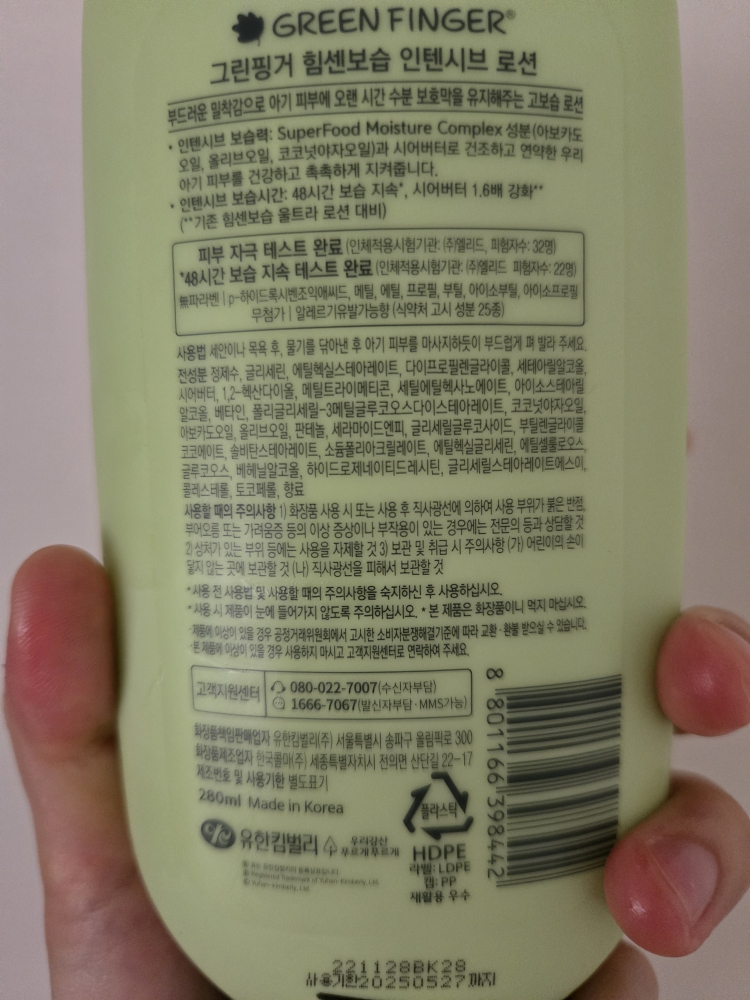 GREEN FINGER®
그린핑거 힘센보습 인텐시브 로션
부드러운 밀착감으로 아기 피부에 오랜 시간 수분 보호막을 유지해주는 고보습 로션
• 인텐시브 보습력: SuperFood Moisture Complex 성분(아보카도
오일, 올리브오일, 코코넛야자오일)과 시어버터로 건조하고 연약한 우리
아기 피부를 건강하고 촉촉하게 지켜줍니다.
• 인텐시브 보습시간: 48시간 보습 지속*, 시어버터 1.6배 강화**
(**기존 힘센보습 울트라 로션 대비)
피부 자극 테스트 완료 (인체적용시험기관: ㈜엘리드, 피험자수: 32명)
*48시간 보습 지속 테스트 완료 (인체적용시험기관: ㈜엘리드 피험자수: 22명)
無파라벤 | p-하이드록시벤조익애씨드, 메틸, 에틸, 프로필, 부틸, 아이소부틸, 아이소프로필
무첨가 | 알레르기유발가능향 (식약처 고시 성분 25종)
사용법 세안이나 목욕 후, 물기를 닦아낸 후 아기 피부를 마사지하듯이 부드럽게 펴 발라 주세요.
전성분 정제수, 글리세린, 에틸헥실스테아레이트, 다이프로필렌글라이콜, 세테아릴알코올,
시어버터, 1,2-헥산다이올, 메틸트라이메티콘, 세틸에틸헥사노에이트, 아이소스테아릴
알코올, 베타인, 폴리글리세릴-3메틸글루코오스다이스테아레이트, 코코넛야자오일,
아보카도오일, 올리브오일, 판테놀, 세라마이드엔피, 글리세릴글루코사이드, 부틸렌글라이콜
코코에이트, 솔비탄스테아레이트, 소듐폴리아크릴레이트, 에틸헥실글리세린, 에틸셀룰로오스,
글루코오스, 베헤닐알코올, 하이드로제네이티드레시틴, 글리세릴스테아레이트에스이,
콜레스테롤, 토코페롤, 향료
사용할 때의 주의사항 1) 화장품 사용 시 또는 사용 후 직사광선에 의하여 사용 부위가 붉은 반점,
부어오름 또는 가려움증 등의 이상 증상이나 부작용이 있는 경우에는 전문의 등과 상담할 것
2) 상처가 있는 부위 등에는 사용을 자제할 것 3) 보관 및 취급 시 주의사항 (가) 어린이의 손이
닿지 않는 곳에 보관할 것 (나) 직사광선을 피해서 보관할 것
*사용 전 사용법 및 사용할 때의 주의사항을 숙지하신 후 사용하십시오.
*사용 시 제품이 눈에 들어가지 않도록 주의하십시오. *본 제품은 화장품이니 먹지 마십시오.
·제품에 이상이 있을 경우 공정거래위원회에서 고시한 소비자분쟁해결기준에 따라 교환·환불 받으실 수 있습니다.
·본 제품에 이상이 있을 경우 사용하지 마시고 고객지원센터로 연락하여 주세요.
고객지원센터
080-022-7007(수신자부담)
1666-7067(발신자부담·MMS가능)
화장품책임판매업자 유한킴벌리(주) 서울특별시 송파구 올림픽로 300
화장품제조업자 한국콜마(주) 세종특별자치시 전의면 산단길 22-17
제조번호 및 사용기한 별도표기
280ml Made in Korea
유한킴벌리
우리강산
푸르게푸르게
® Registered Trademark of Yuhan-Kimberly, Ltd.
© Yuhan-Kimberly, Ltd.
플라스틱
HDPE
라벨: LDPE
캡: PP
재활용 우수
8 801166 398442
221128BK28
사용기한20250527까지